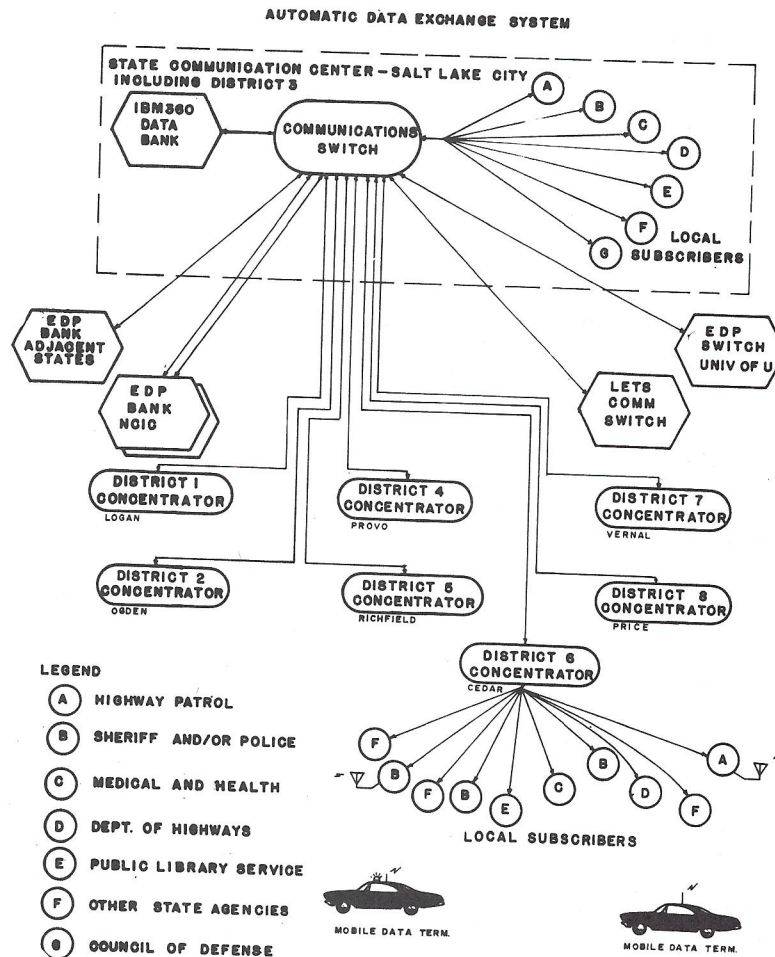 AUTOMATIC DATA EXCHANGE SYSTEM
STATE COMMUNICATION CENTER – SALT LAKE CITY
INCLUDING DISTRICT 3
IBM360
DATA
BANK
COMMUNICATIONS
SWITCH
A
B
C
D
E
F
G
LOCAL
SUBSCRIBERS
EDP
BANK
ADJACENT
STATES
EDP
BANK
NCIC
LETS
COMM
SWITCH
EDP
SWITCH
UNIV OF U
DISTRICT 1
CONCENTRATOR
LOGAN
DISTRICT 4
CONCENTRATOR
PROVO
DISTRICT 7
CONCENTRATOR
VERNAL
DISTRICT 2
CONCENTRATOR
OGDEN
DISTRICT 5
CONCENTRATOR
RICHFIELD
DISTRICT 8
CONCENTRATOR
PRICE
DISTRICT 6
CONCENTRATOR
CEDAR
F
B
F
B
E
C
B
D
F
A
LOCAL SUBSCRIBERS
LEGEND
A HIGHWAY PATROL
B SHERIFF AND/OR POLICE
C MEDICAL AND HEALTH
D DEPT. OF HIGHWAYS
E PUBLIC LIBRARY SERVICE
F OTHER STATE AGENCIES
G COUNCIL OF DEFENSE
MOBILE DATA TERM.
MOBILE DATA TERM.